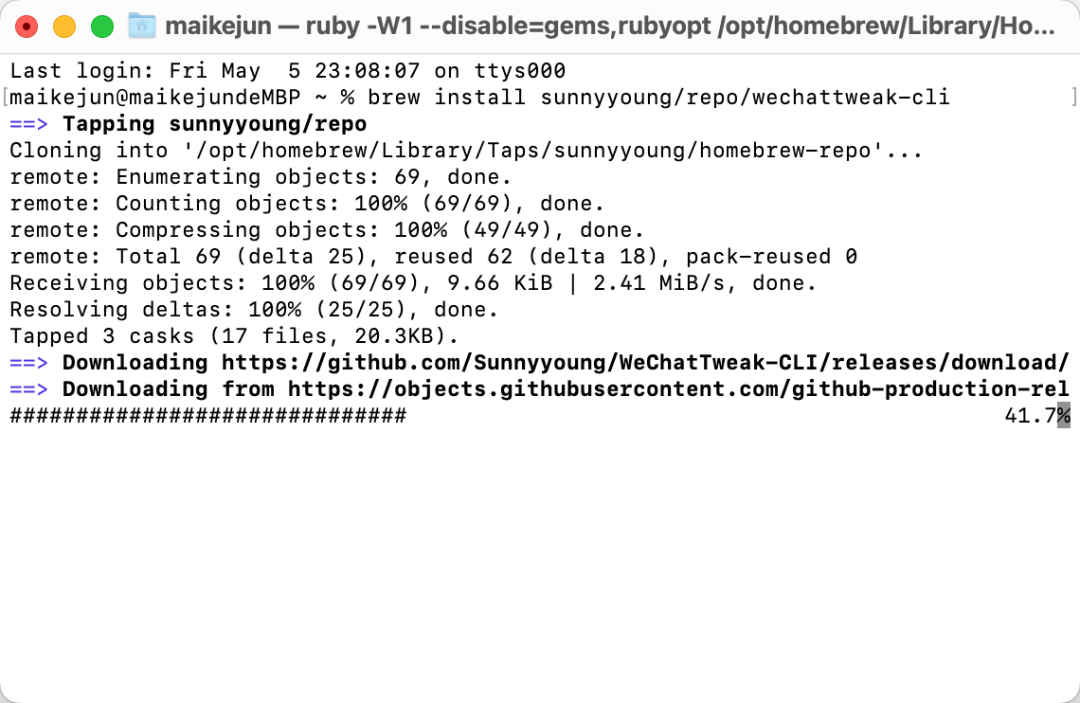 maikejun — ruby -W1 --disable=gems,rubyopt /opt/homebrew/Library/Ho...
Last login: Fri May  5 23:08:07 on ttys000
[maikejun@maikejundeMBP ~ % brew install sunnyyoung/repo/wechattweak-cli ]
==> Tapping sunnyyoung/repo
Cloning into '/opt/homebrew/Library/Taps/sunnyyoung/homebrew-repo'...
remote: Enumerating objects: 69, done.
remote: Counting objects: 100% (69/69), done.
remote: Compressing objects: 100% (49/49), done.
remote: Total 69 (delta 25), reused 62 (delta 18), pack-reused 0
Receiving objects: 100% (69/69), 9.66 KiB | 2.41 MiB/s, done.
Resolving deltas: 100% (25/25), done.
Tapped 3 casks (17 files, 20.3KB).
==> Downloading https://github.com/Sunnyyoung/WeChatTweak-CLI/releases/download/
==> Downloading from https://objects.githubusercontent.com/github-production-rel
############################## 41.7%